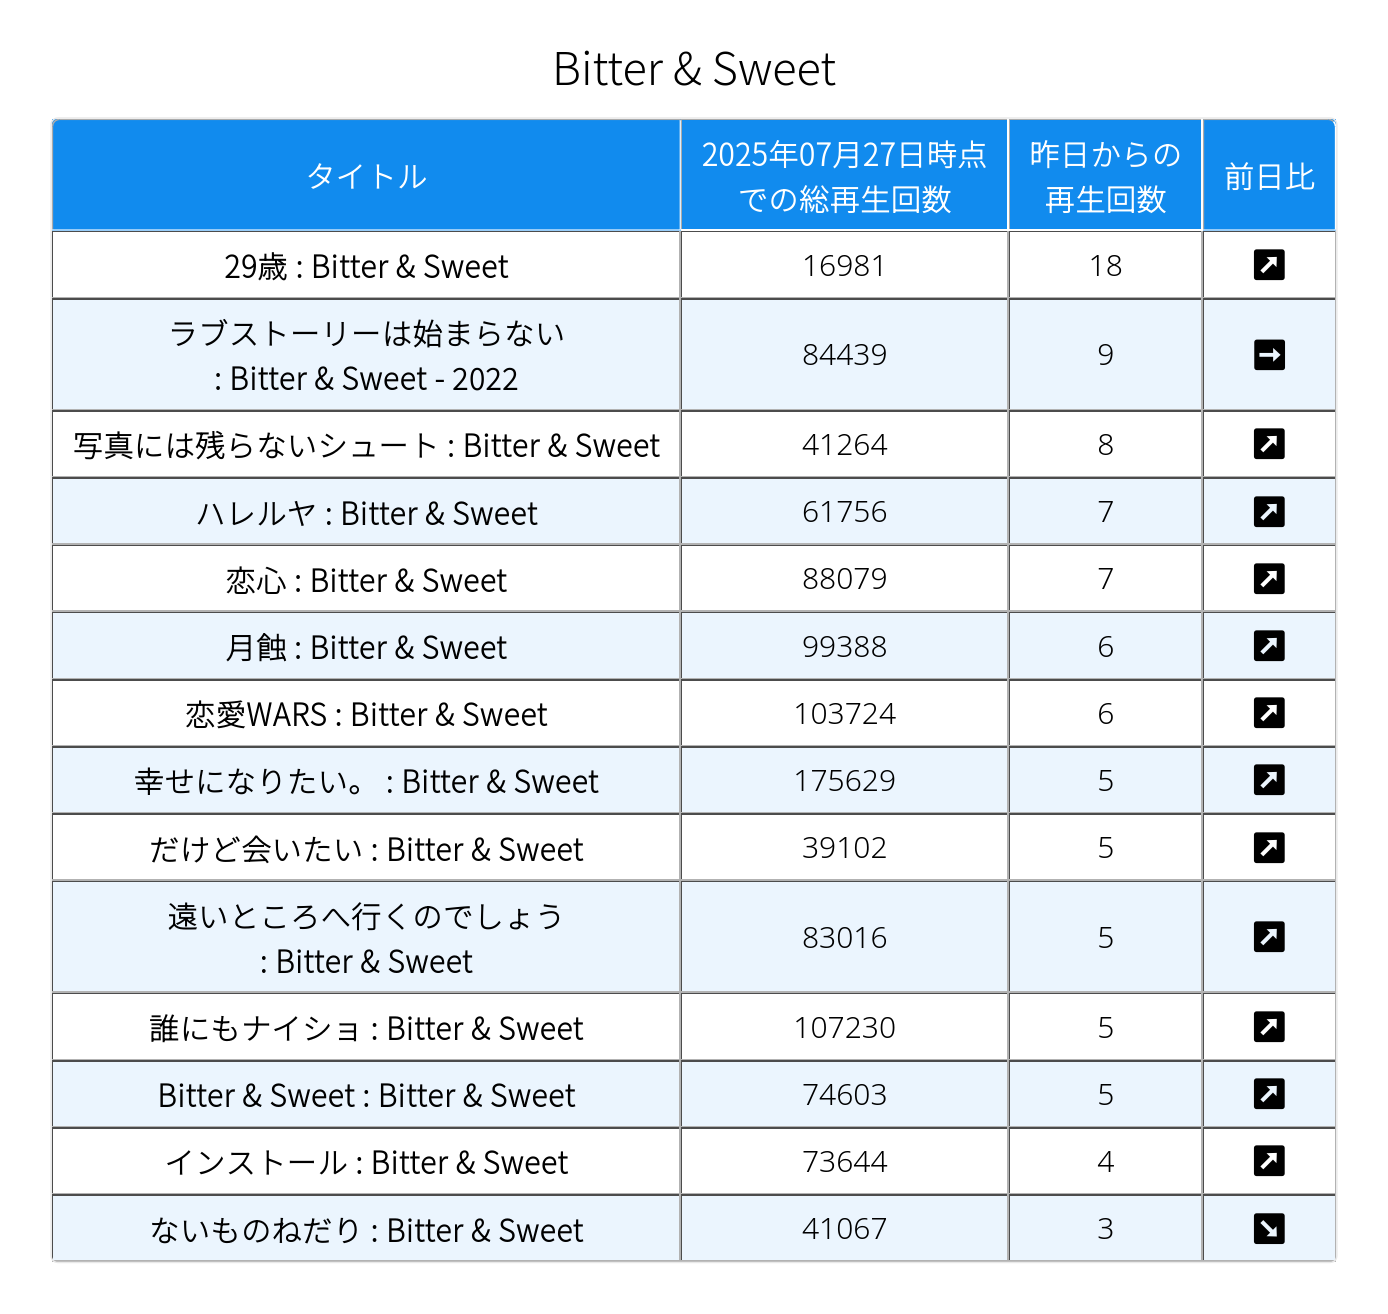 Bitter & Sweet
タイトル
2025年07月27日時点
での総再生回数
昨日からの
再生回数
前日比
29歳 : Bitter & Sweet
16981
18
ラブストーリーは始まらない
: Bitter & Sweet - 2022
84439
9
写真には残らないシュート : Bitter & Sweet
41264
8
ハレルヤ : Bitter & Sweet
61756
7
恋心 : Bitter & Sweet
88079
7
月蝕 : Bitter & Sweet
99388
6
恋愛WARS : Bitter & Sweet
103724
6
幸せになりたい。 : Bitter & Sweet
175629
5
だけど会いたい : Bitter & Sweet
39102
5
遠いところへ行くのでしょう
: Bitter & Sweet
83016
5
誰にもナイショ : Bitter & Sweet
107230
5
Bitter & Sweet : Bitter & Sweet
74603
5
インストール : Bitter & Sweet
73644
4
ないものねだり : Bitter & Sweet
41067
3